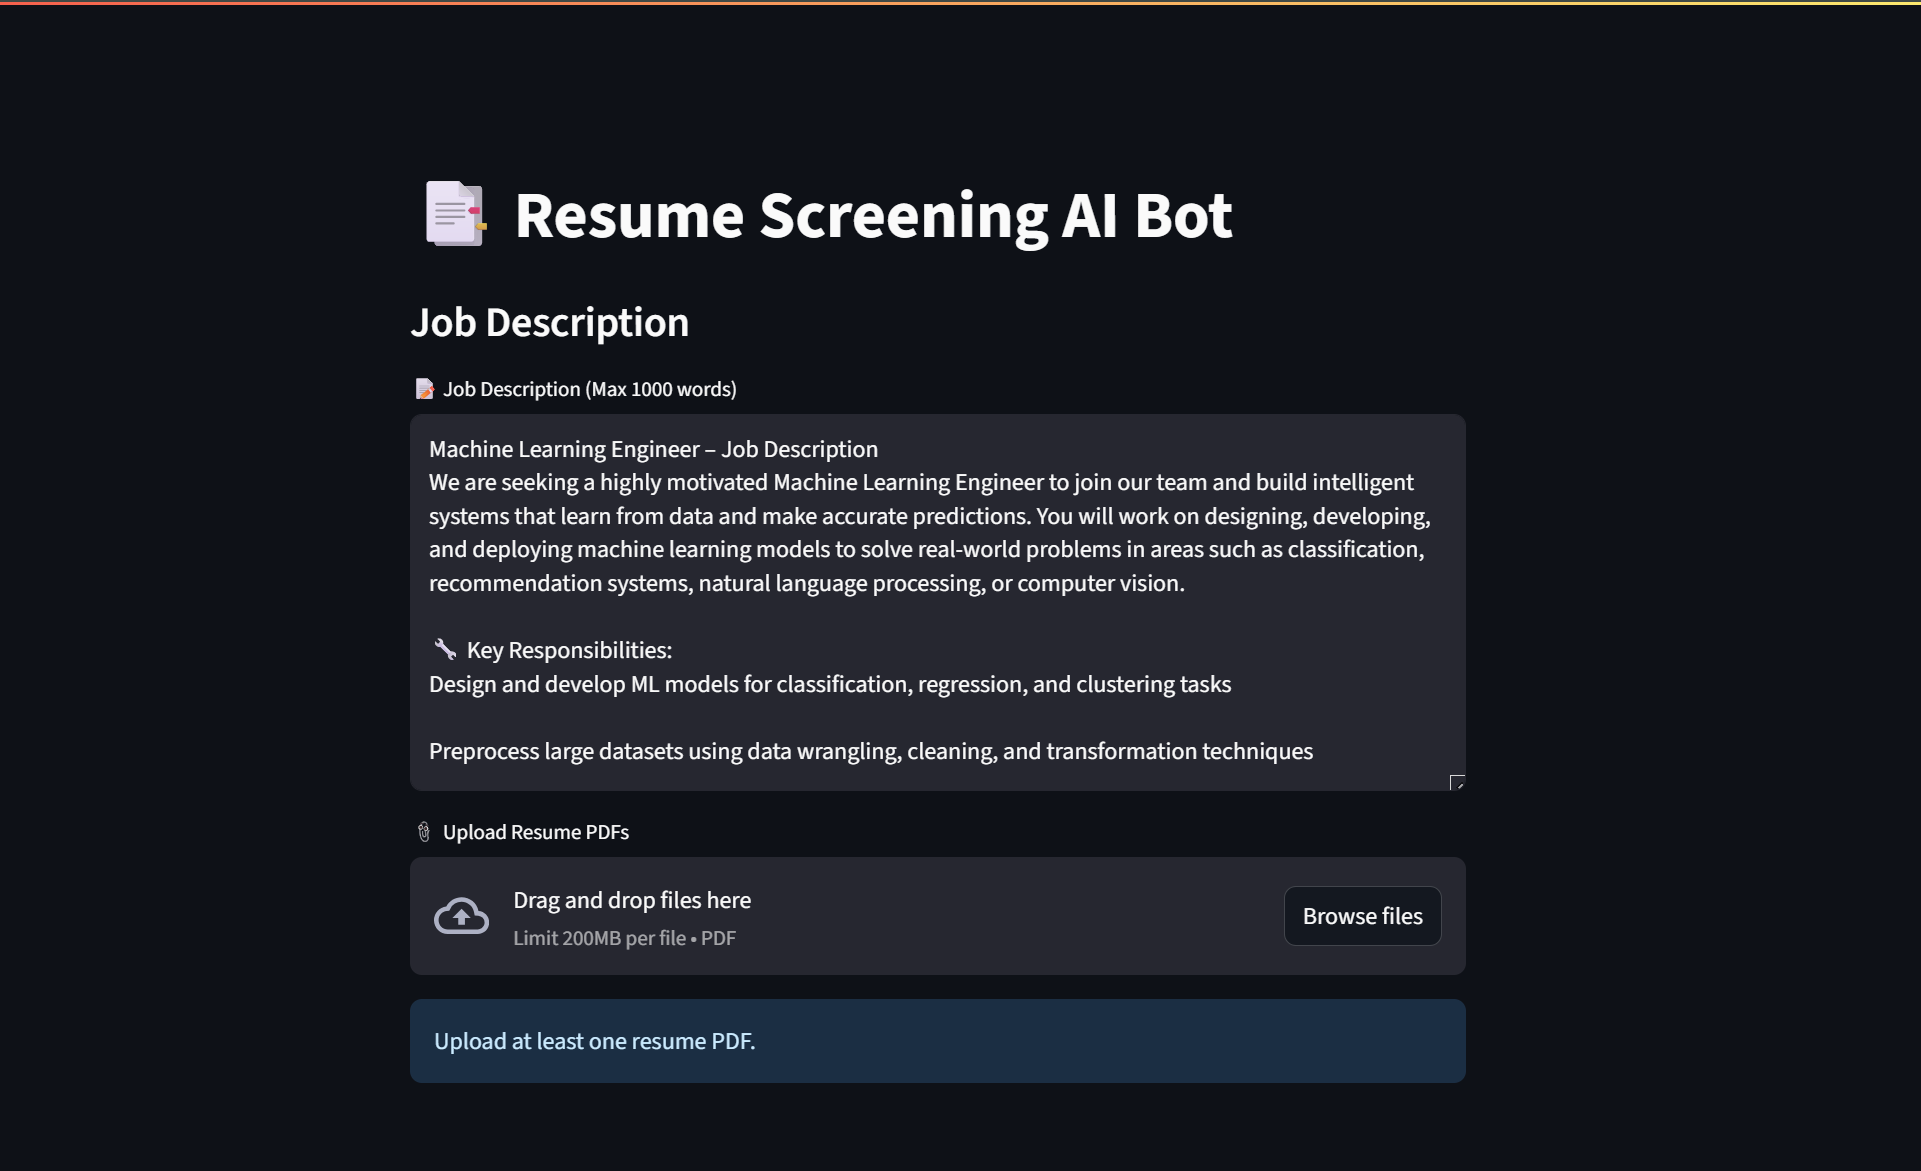 Resume Screening AI Bot
Job Description
Job Description (Max 1000 words)
Machine Learning Engineer – Job Description
We are seeking a highly motivated Machine Learning Engineer to join our team and build intelligent
systems that learn from data and make accurate predictions. You will work on designing, developing,
and deploying machine learning models to solve real-world problems in areas such as classification,
recommendation systems, natural language processing, or computer vision.
Key Responsibilities:
Design and develop ML models for classification, regression, and clustering tasks
Preprocess large datasets using data wrangling, cleaning, and transformation techniques
Upload Resume PDFs
Drag and drop files here
Limit 200MB per file • PDF
Browse files
Upload at least one resume PDF.